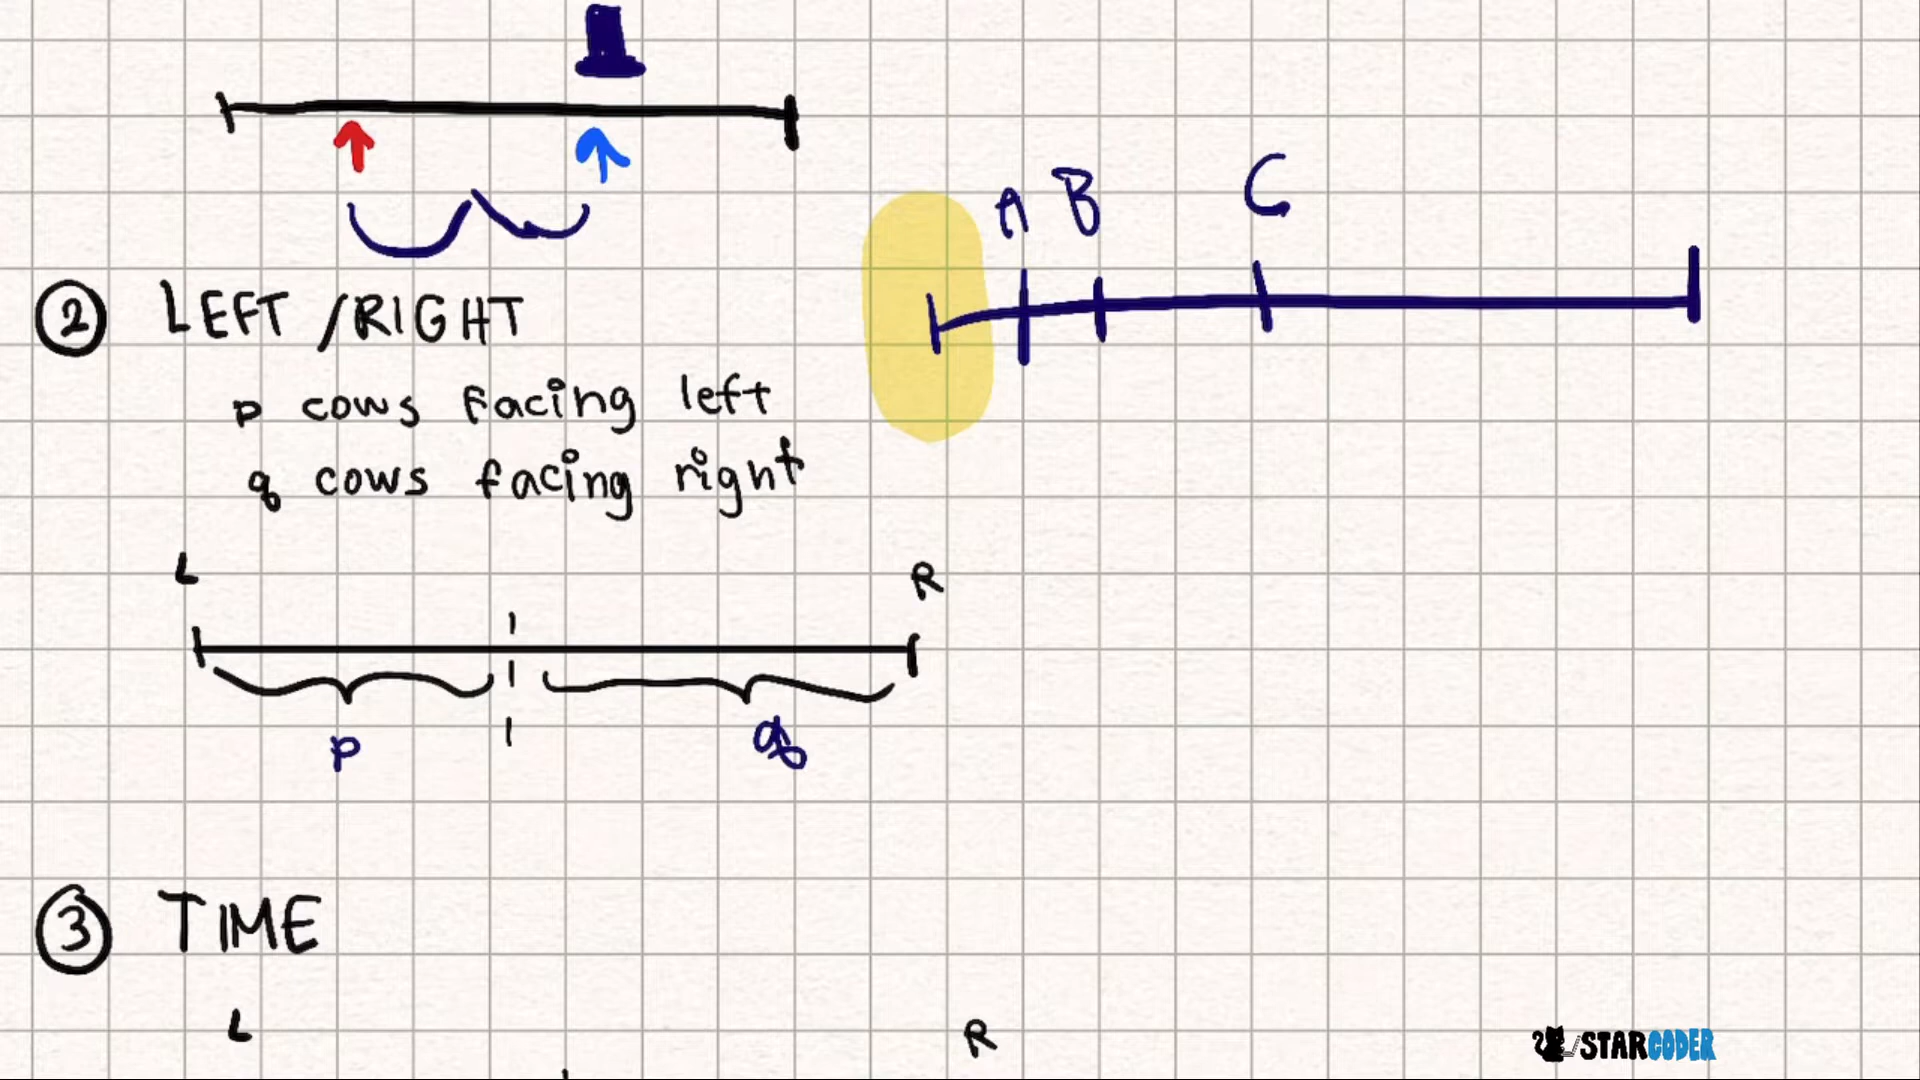 A B C
② LEFT / RIGHT
p cows facing left
q cows facing right
L R
p q
③ TIME
L R
STARCODER